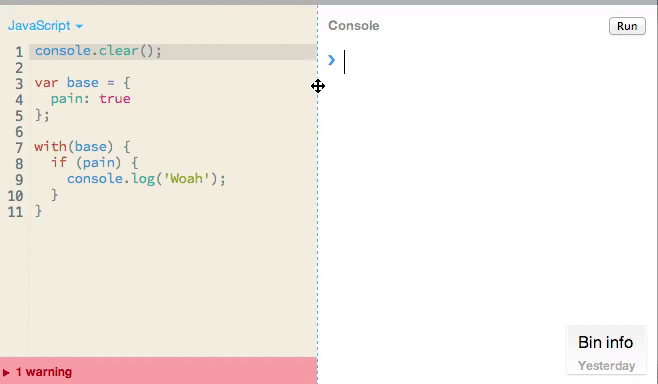 JavaScript
1 console.clear();
2
3 var base = {
4   pain: true
5 };
6
7 with(base) {
8   if (pain) {
9     console.log('Woah');
10   }
11 }
1 warning
Console
Run
Bin info
Yesterday